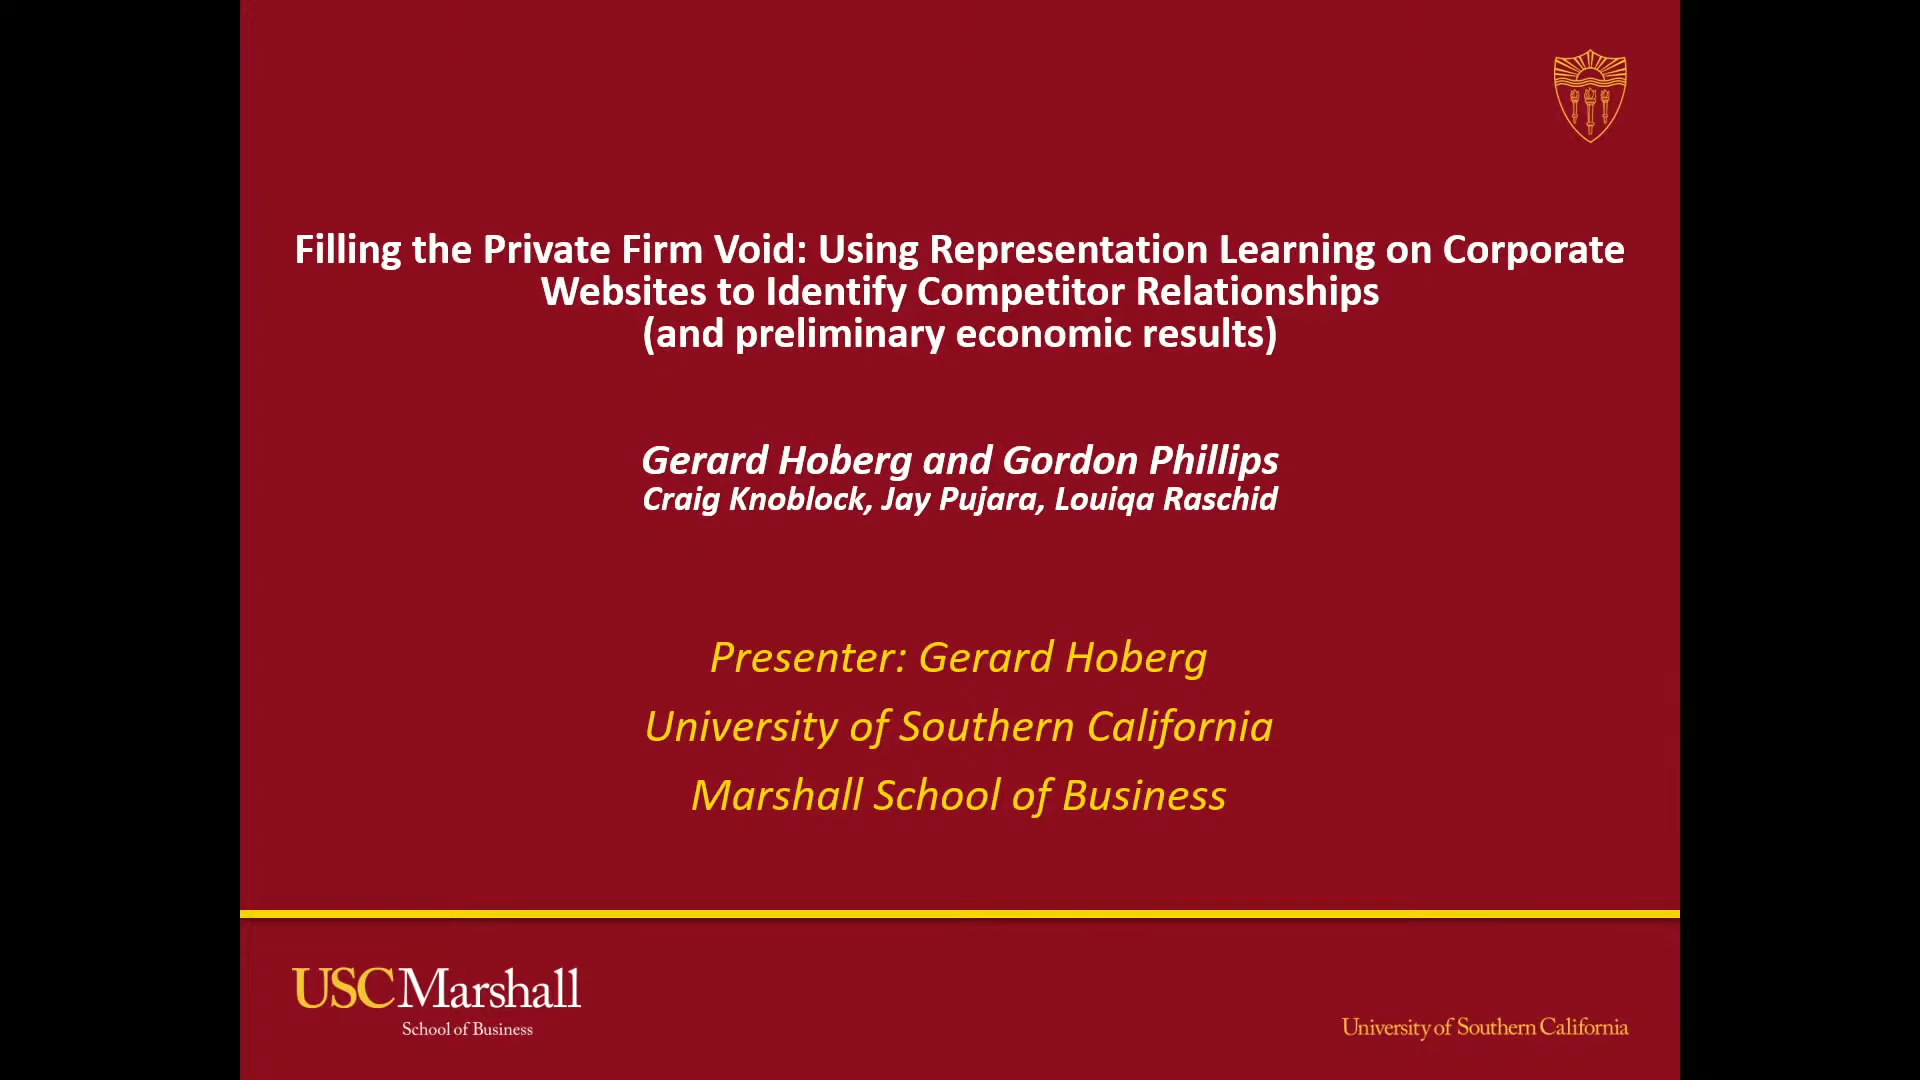 Filling the Private Firm Void: Using Representation Learning on Corporate
Websites to Identify Competitor Relationships
(and preliminary economic results)
Gerard Hoberg and Gordon Phillips
Craig Knoblock, Jay Pujara, Louiqa Raschid
Presenter: Gerard Hoberg
University of Southern California
Marshall School of Business
USC Marshall
School of Business
University of Southern California